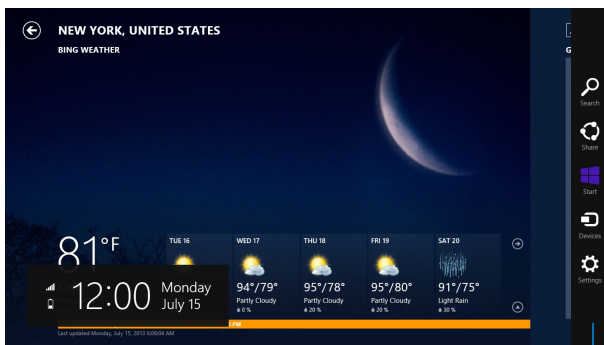 NEW YORK, UNITED STATES
BING WEATHER
Search
Share
Start
Devices
Settings
81°F
TUE 16
WED 17
94°/79°
Partly Cloudy
0 %
THU 18
95°/78°
Partly Cloudy
20 %
FRI 19
95°/80°
Partly Cloudy
20 %
SAT 20
91°/75°
Light Rain
30 %
12:00
Monday
July 15
PM
Last updated Monday, July 15, 2013 6:06:04 AM